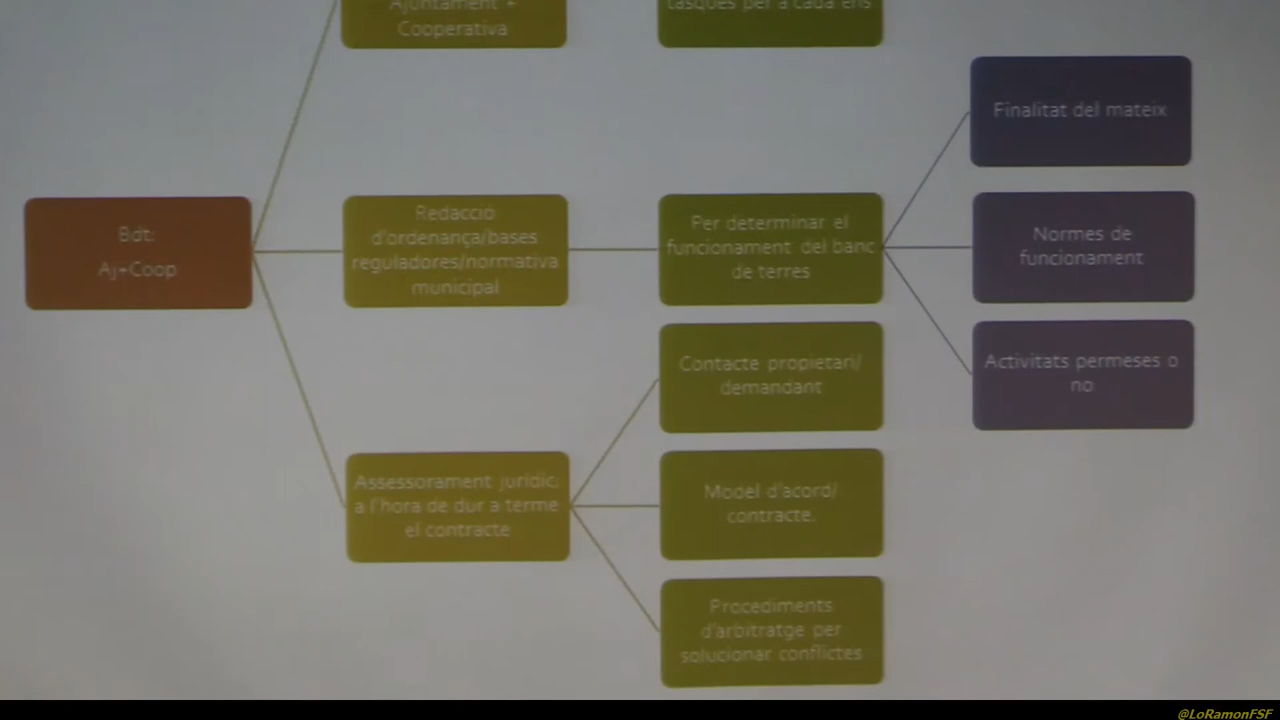 Ajuntament +
Cooperativa
tasques per a cada ens
Finalitat del mateix
Bdt:
Aj+Coop
Redacció
d'ordenança/bases
reguladores/normativa
municipal
Per determinar el
funcionament del banc
de terres
Normes de
funcionament
Activitats permeses o
no
Contacte propietari/
demandant
Assessorament jurídic:
a l'hora de dur a terme
el contracte
Model d'acord/
contracte.
Procediments
d'arbitratge per
solucionar conflictes
@LoRamonFSF